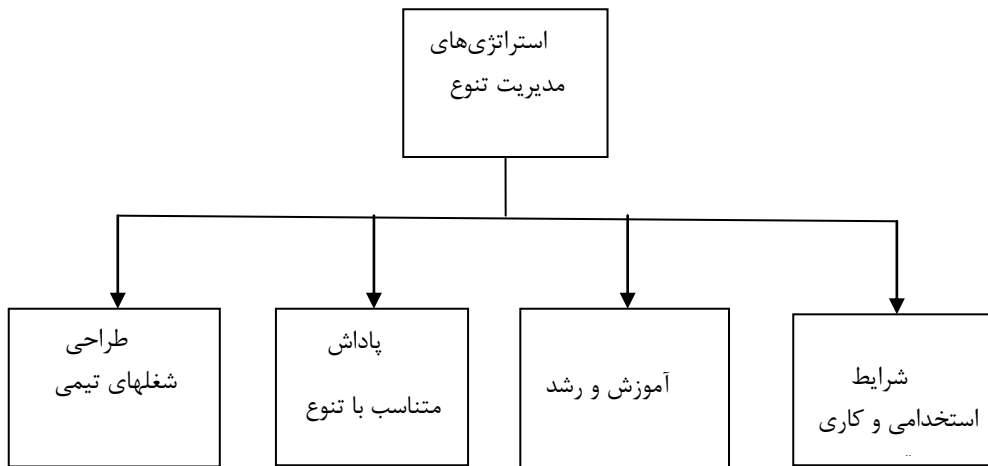 استراتژی‌های
مدیریت تنوع
شرایط
استخدامی و کاری
آموزش و رشد
پاداش
متناسب با تنوع
طراحی
شغلهای تیمی